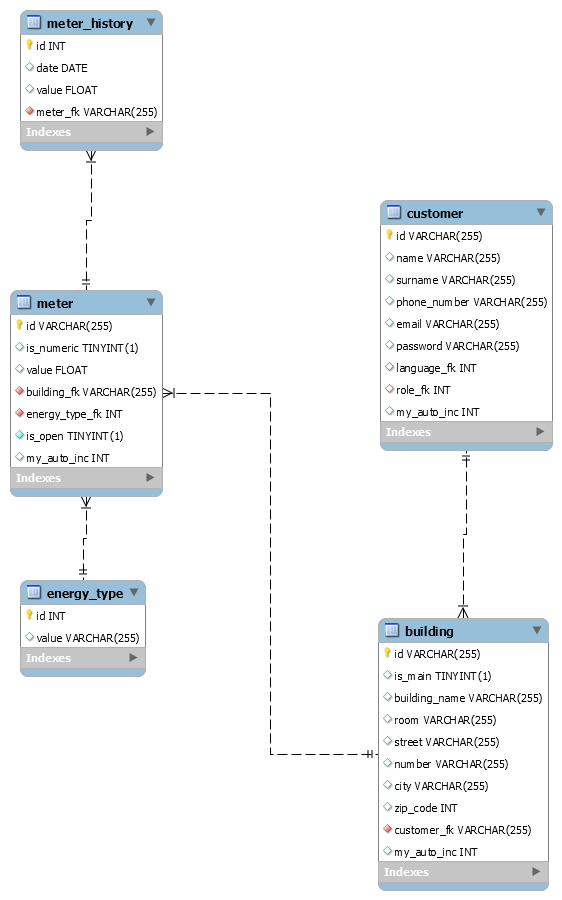 meter_history
id INT
date DATE
value FLOAT
meter_fk VARCHAR(255)
Indexes
customer
id VARCHAR(255)
name VARCHAR(255)
surname VARCHAR(255)
phone_number VARCHAR(255)
email VARCHAR(255)
password VARCHAR(255)
language_fk INT
role_fk INT
my_auto_inc INT
Indexes
meter
id VARCHAR(255)
is_numeric TINYINT(1)
value FLOAT
building_fk VARCHAR(255)
energy_type_fk INT
is_open TINYINT(1)
my_auto_inc INT
Indexes
energy_type
id INT
value VARCHAR(255)
Indexes
building
id VARCHAR(255)
is_main TINYINT(1)
building_name VARCHAR(255)
room VARCHAR(255)
street VARCHAR(255)
number VARCHAR(255)
city VARCHAR(255)
zip_code INT
customer_fk VARCHAR(255)
my_auto_inc INT
Indexes